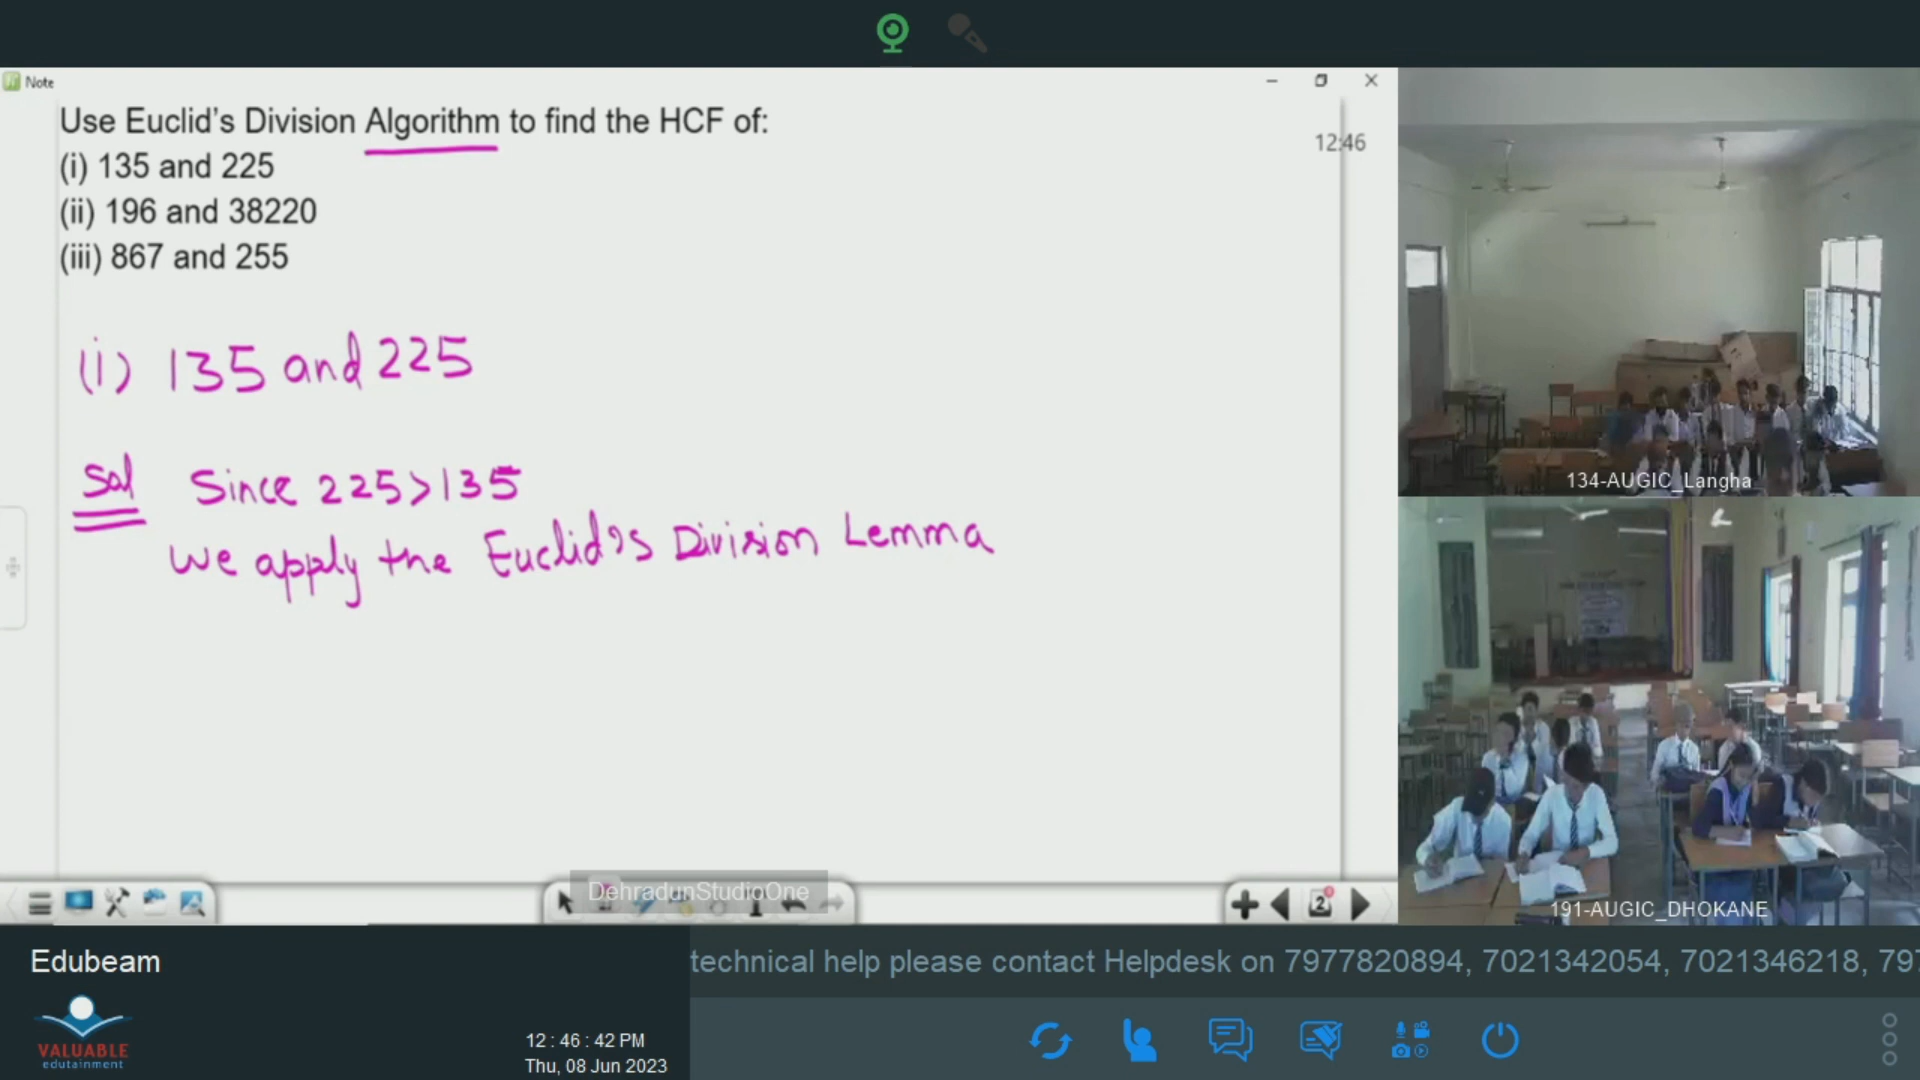 Note
Use Euclid's Division Algorithm to find the HCF of:
12:46
(i) 135 and 225
(ii) 196 and 38220
(iii) 867 and 255
(i) 135 and 225
Sol Since 225>135
We apply the Euclid's Division Lemma
134-AUGIC_Langha
191-AUGIC_DHOKANE
DehradunStudioOne
2
Edubeam
technical help please contact Helpdesk on 7977820894, 7021342054, 7021346218, 797
VALUABLE
edutainment
12 : 46 : 42 PM
Thu, 08 Jun 2023